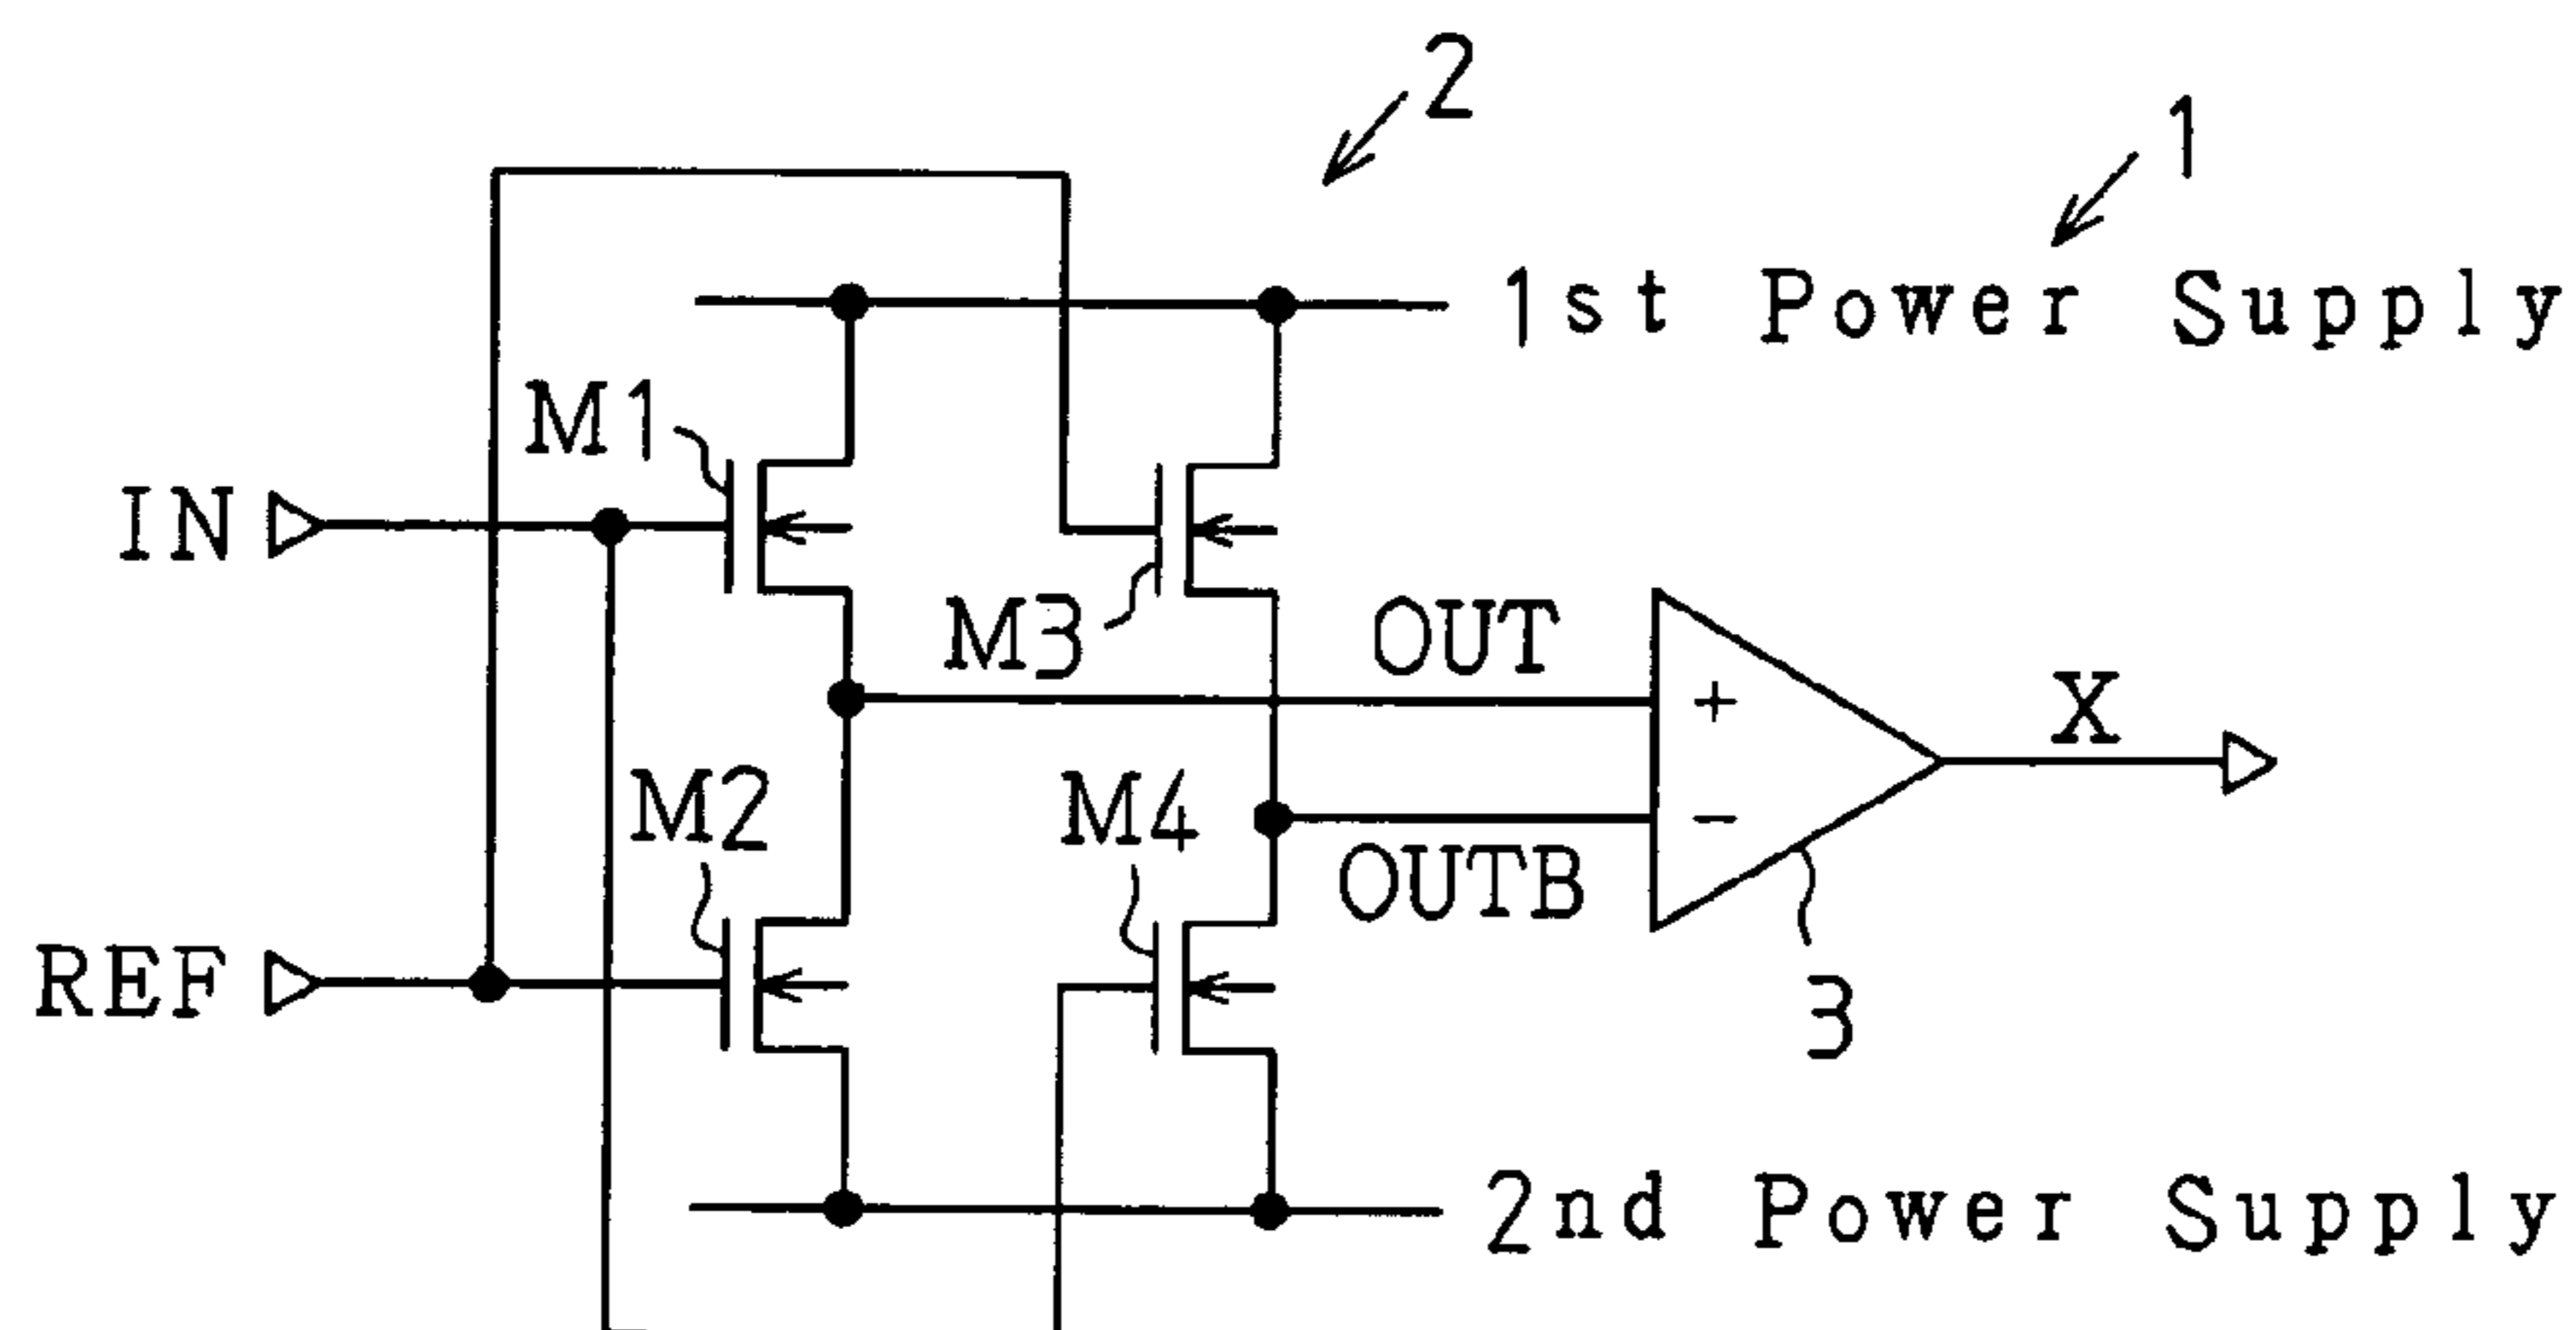 2
1
1st Power Supply
M1
IN
M3
OUT
+
X
M2
M4
−
OUTB
REF
3
2nd Power Supply